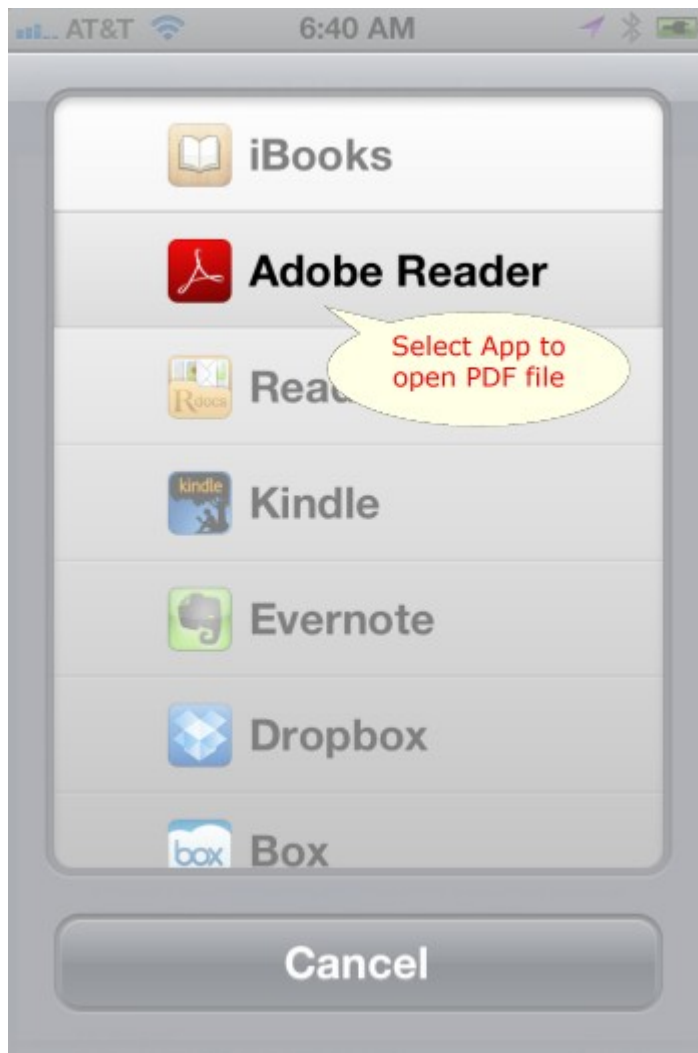 AT&T 6:40 AM
iBooks
Adobe Reader
Select App to
open PDF file
Rdocs
kindle
Kindle
Evernote
Dropbox
box Box
Cancel